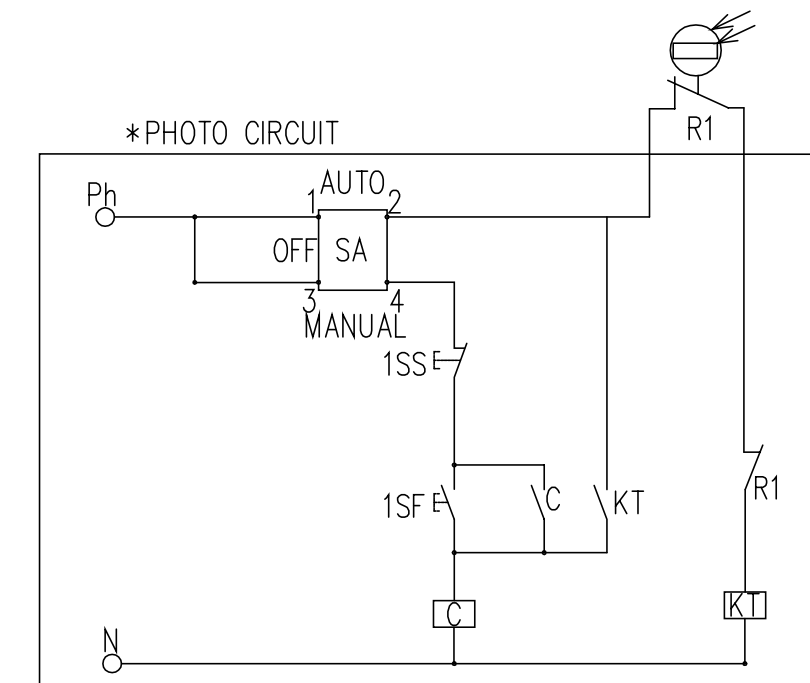 R1
*PHOTO CIRCUIT
AUTO
Ph
1
2
OFF
SA
3
4
MANUAL
1SS
1SF
C
KT
R1
C
KT
N